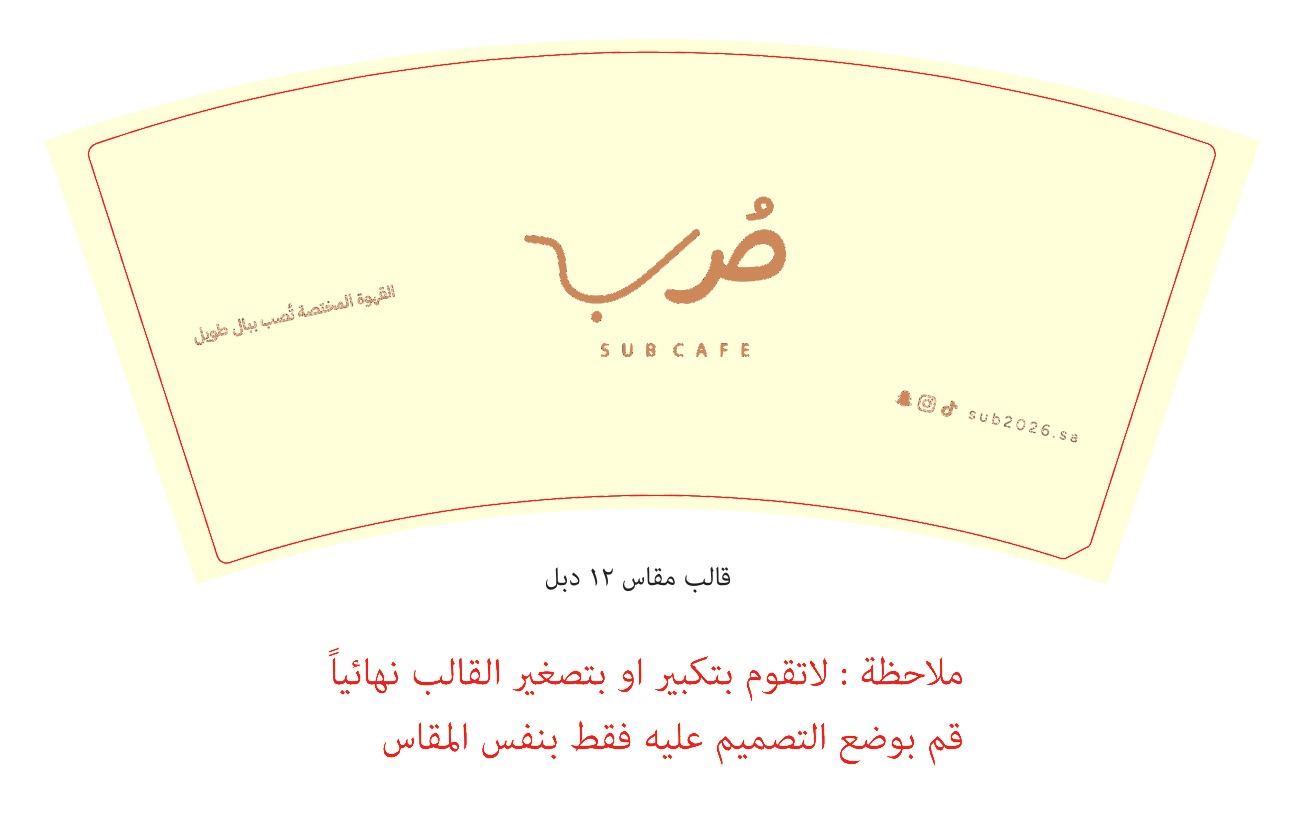 صُب
SUB CAFE
القهوة المختصة تُصب ببال طويل
sub2026.sa
قالب مقاس ١٢ دبل
ملاحظة : لاتقوم بتكبير او بتصغير القالب نهائياً
قم بوضع التصميم عليه فقط بنفس المقاس